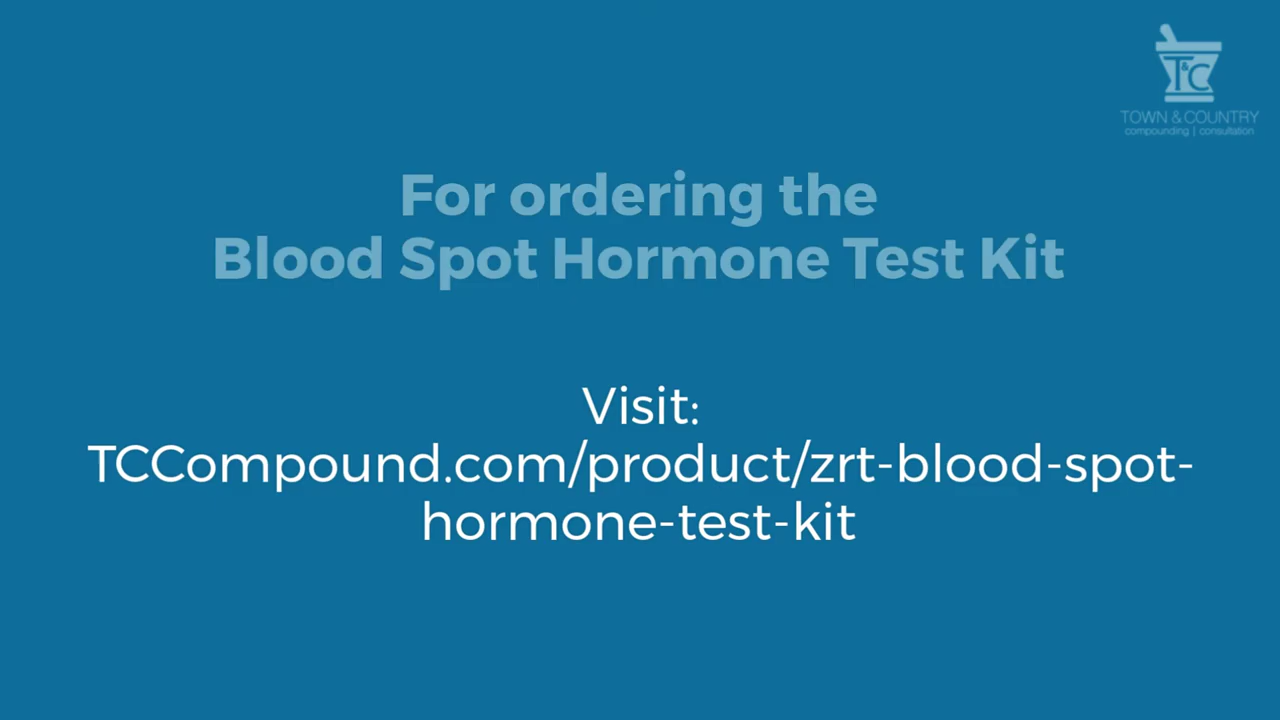 T&C
TOWN & COUNTRY
compounding | consultation
For ordering the
Blood Spot Hormone Test Kit
Visit:
TCCompound.com/product/zrt-blood-spot-
hormone-test-kit